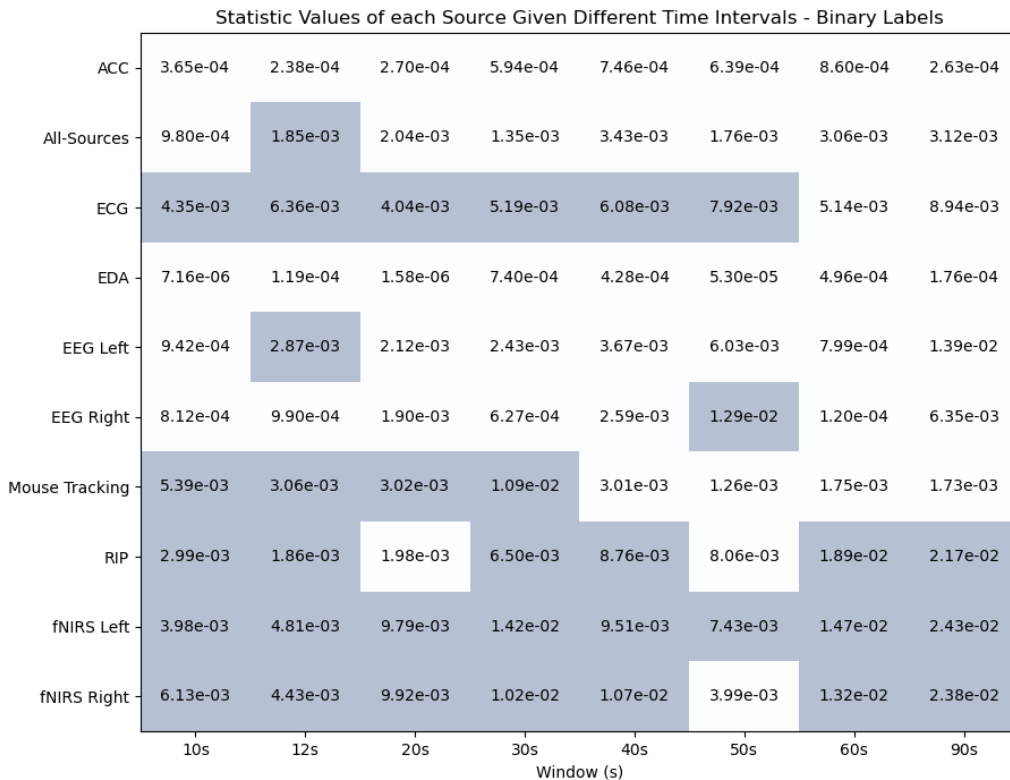 Statistic Values of each Source Given Different Time Intervals - Binary Labels
ACC 3.65e-04 2.38e-04 2.70e-04 5.94e-04 7.46e-04 6.39e-04 8.60e-04 2.63e-04
All-Sources 9.80e-04 1.85e-03 2.04e-03 1.35e-03 3.43e-03 1.76e-03 3.06e-03 3.12e-03
ECG 4.35e-03 6.36e-03 4.04e-03 5.19e-03 6.08e-03 7.92e-03 5.14e-03 8.94e-03
EDA 7.16e-06 1.19e-04 1.58e-06 7.40e-04 4.28e-04 5.30e-05 4.96e-04 1.76e-04
EEG Left 9.42e-04 2.87e-03 2.12e-03 2.43e-03 3.67e-03 6.03e-03 7.99e-04 1.39e-02
EEG Right 8.12e-04 9.90e-04 1.90e-03 6.27e-04 2.59e-03 1.29e-02 1.20e-04 6.35e-03
Mouse Tracking 5.39e-03 3.06e-03 3.02e-03 1.09e-02 3.01e-03 1.26e-03 1.75e-03 1.73e-03
RIP 2.99e-03 1.86e-03 1.98e-03 6.50e-03 8.76e-03 8.06e-03 1.89e-02 2.17e-02
fNIRS Left 3.98e-03 4.81e-03 9.79e-03 1.42e-02 9.51e-03 7.43e-03 1.47e-02 2.43e-02
fNIRS Right 6.13e-03 4.43e-03 9.92e-03 1.02e-02 1.07e-02 3.99e-03 1.32e-02 2.38e-02
10s 12s 20s 30s 40s 50s 60s 90s
Window (s)